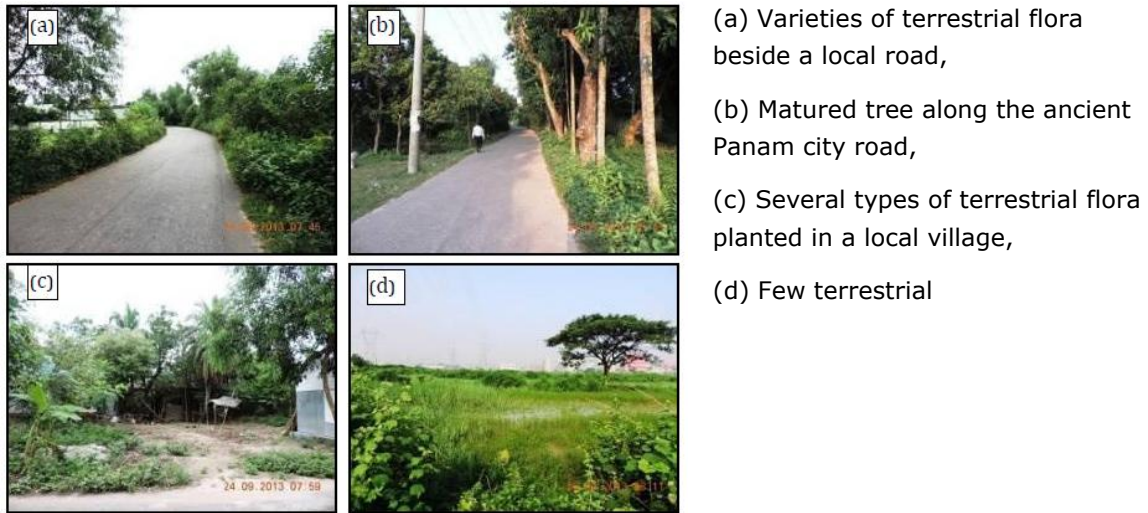 (a)
(b)
(c)
24 09 2013 07:59
(d)
(a) Varieties of terrestrial flora
beside a local road,
(b) Matured tree along the ancient
Panam city road,
(c) Several types of terrestrial flora
planted in a local village,
(d) Few terrestrial